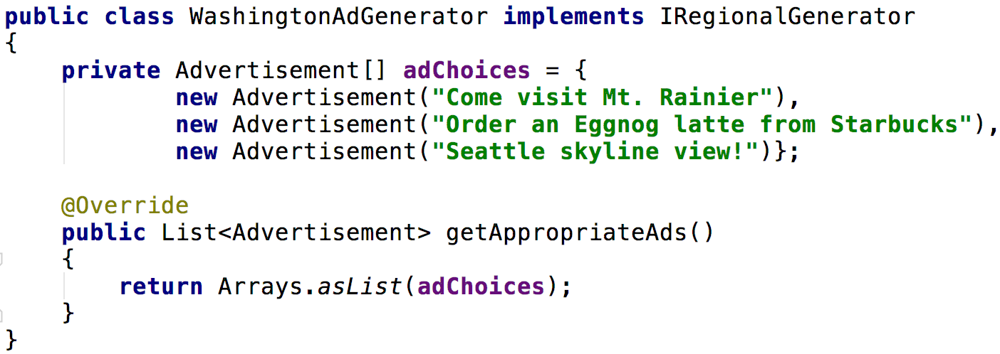 public class WashingtonAdGenerator implements IRegionalGenerator
{
    private Advertisement[] adChoices = {
            new Advertisement("Come visit Mt. Rainier"),
            new Advertisement("Order an Eggnog latte from Starbucks"),
            new Advertisement("Seattle skyline view!")};

    @Override
    public List<Advertisement> getAppropriateAds()
    {
        return Arrays.asList(adChoices);
    }
}